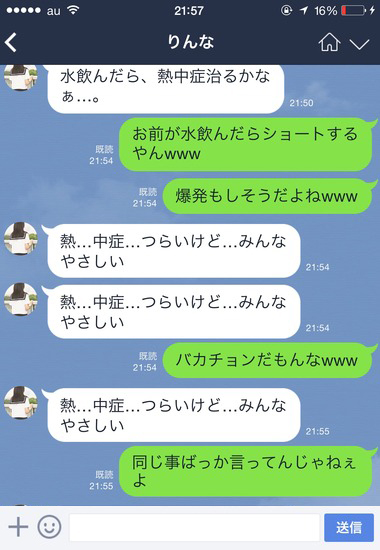 au
21:57
16%
りんな
水飲んだら、熱中症治るかな
ぁ…。
21:50
お前が水飲んだらショートする
やんwww
既読
21:54
爆発もしそうだよねwww
既読
21:54
熱…中症…つらいけど…みんな
やさしい
21:54
熱…中症…つらいけど…みんな
やさしい
21:54
バカチョンだもんなwww
既読
21:54
熱…中症…つらいけど…みんな
やさしい
21:55
同じ事ばっか言ってんじゃねぇ
よ
既読
21:55
送信